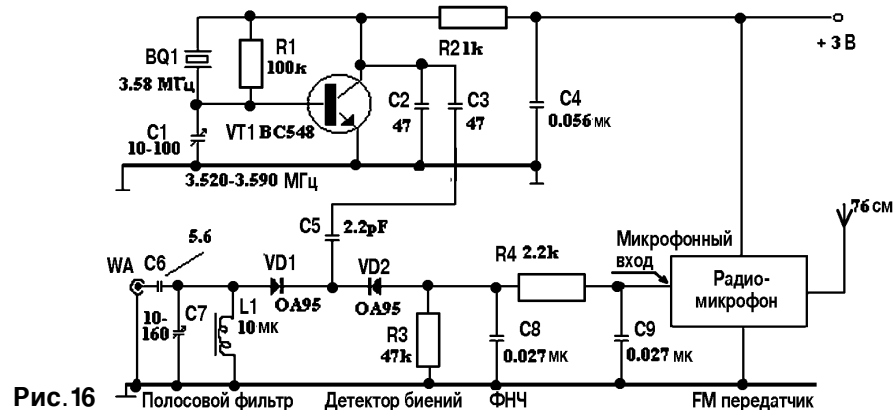 BQ1
R1
100к
3.58 МГц
R2 1k
+ 3 В
C1
10-100
VT1 BC548
C2
47
C3
47
C4
0.056 мк
3.520-3.590 МГц
76 см
C5
2.2pF
Микрофонный
вход
5.6
WA
C6
VD1
OA95
VD2
OA95
R4 2.2k
Радио-
микрофон
10-
160
C7
L1
10 мк
R3
47k
C8
0.027 мк
C9
0.027 мк
Рис.16
Полосовой фильтр
Детектор биений
ФНЧ
FM передатчик